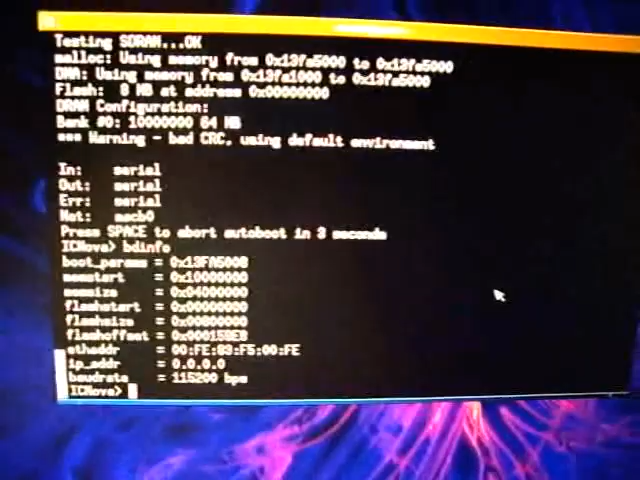 Testing SDRAM...OK
malloc: Using memory from 0x13fa5000 to 0x13fe5000
DMA: Using memory from 0x13fa1000 to 0x13fa5000
Flash: 8 MB at address 0x00000000
DRAM Configuration:
Bank #0: 10000000 64 MB
*** Warning - bad CRC, using default environment
In: serial
Out: serial
Err: serial
Net: macb0
Press SPACE to abort autoboot in 3 seconds
ICNova> bdinfo
boot_params = 0x13FA5008
memstart = 0x10000000
memsize = 0x04000000
flashstart = 0x00000000
flashsize = 0x00800000
flashoffset =
ethaddr = 00:FE:83:F5:00:FE
ip_addr = 0.0.0.0
baudrate = 115200 bps
ICNova>